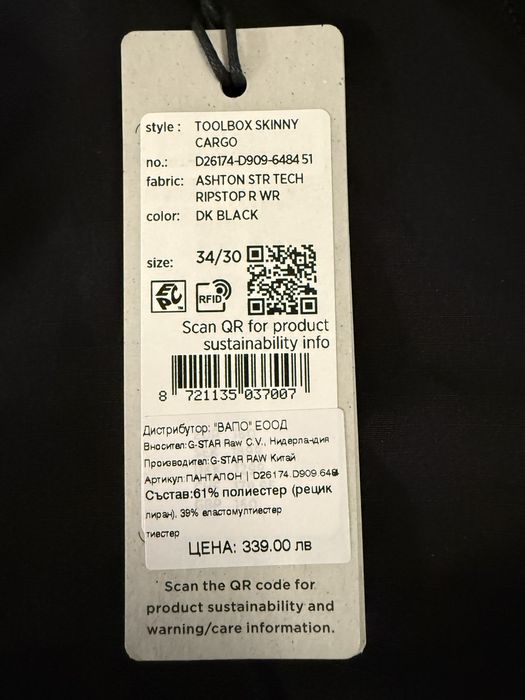 style : TOOLBOX SKINNY
CARGO
no.: D26174-D909-6484 51
fabric: ASHTON STR TECH
RIPSTOP R WR
color: DK BLACK
size: 34/30
EPC TM RFID
Scan QR for product
sustainability info
8 721135 037007
Дистрибутор: "ВАПО" ЕООД
Вносител:G-STAR Raw C.V., Нидерландия
Производител:G-STAR RAW Китай
Артикул:ПАНТАЛОН | D26174.D909.648
Състав:61% полиестер (рецик
лиран), 39% еластомултиестер
тиестер
ЦЕНА: 339.00 лв
Scan the QR code for
product sustainability and
warning/care information.